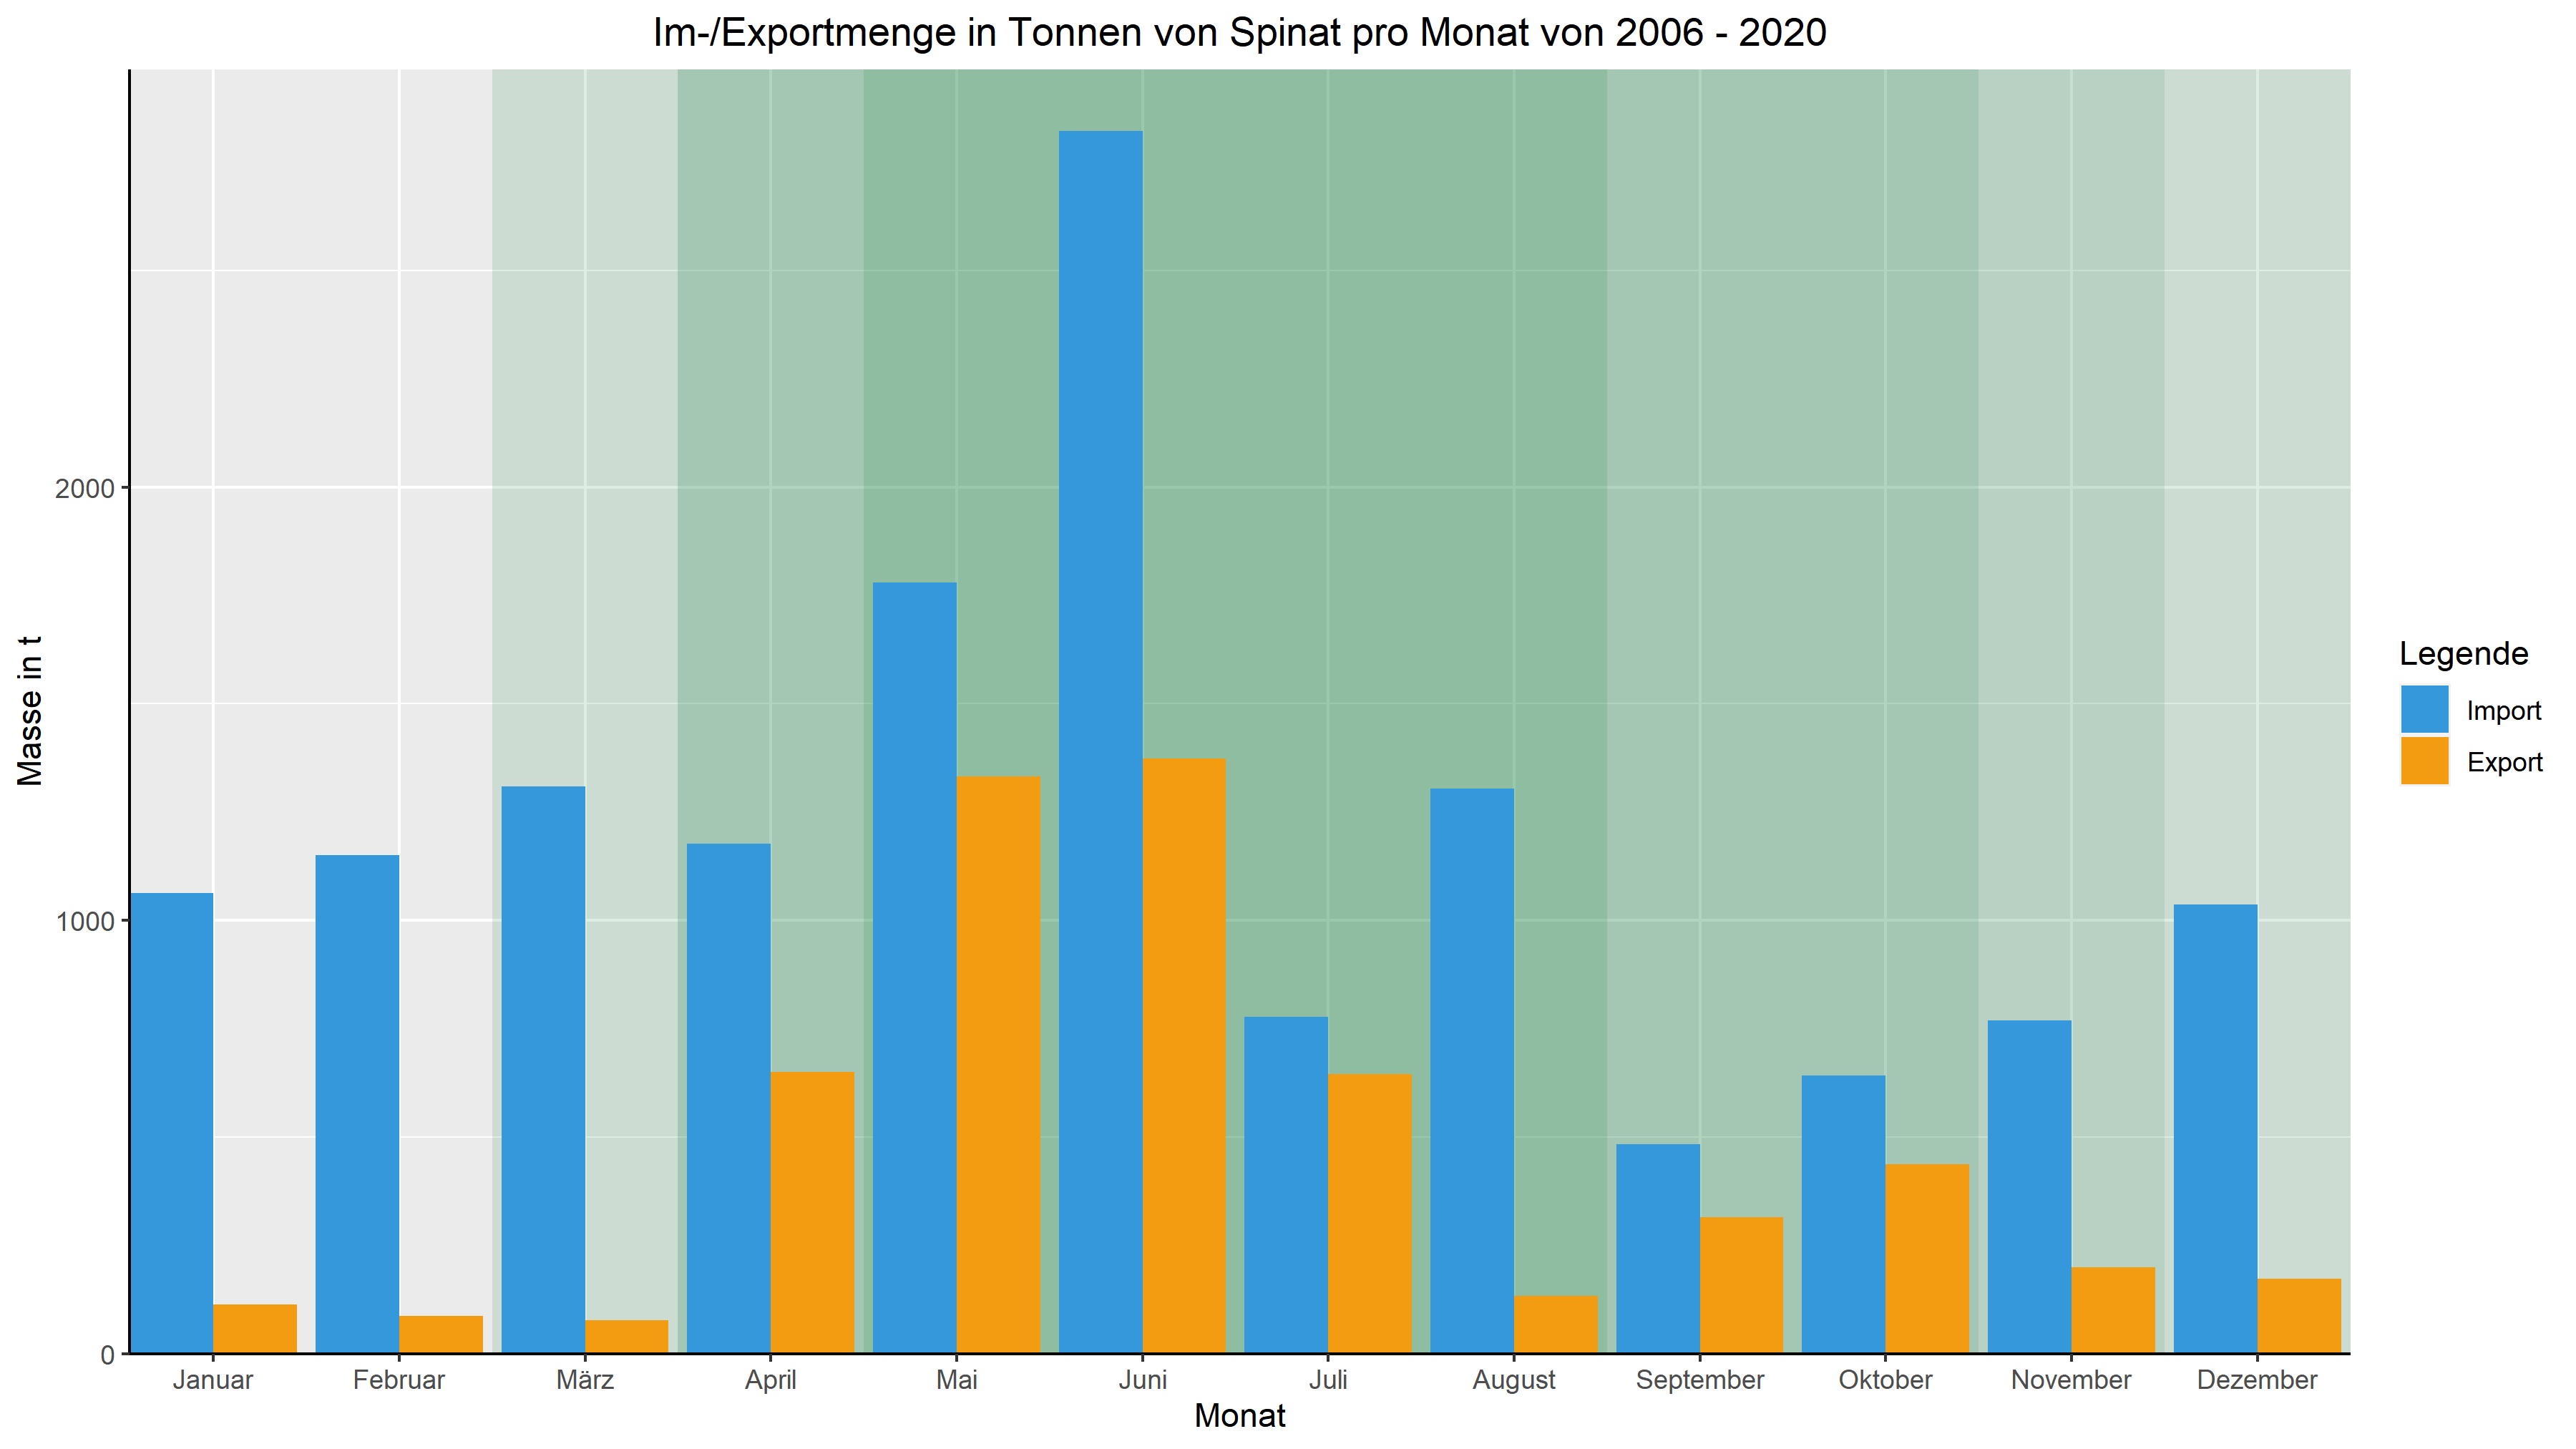 Im-/Exportmenge in Tonnen von Spinat pro Monat von 2006 - 2020
Masse in t
2000
1000
0
Januar Februar März April Mai Juni Juli August September Oktober November Dezember
Monat
Legende
Import
Export